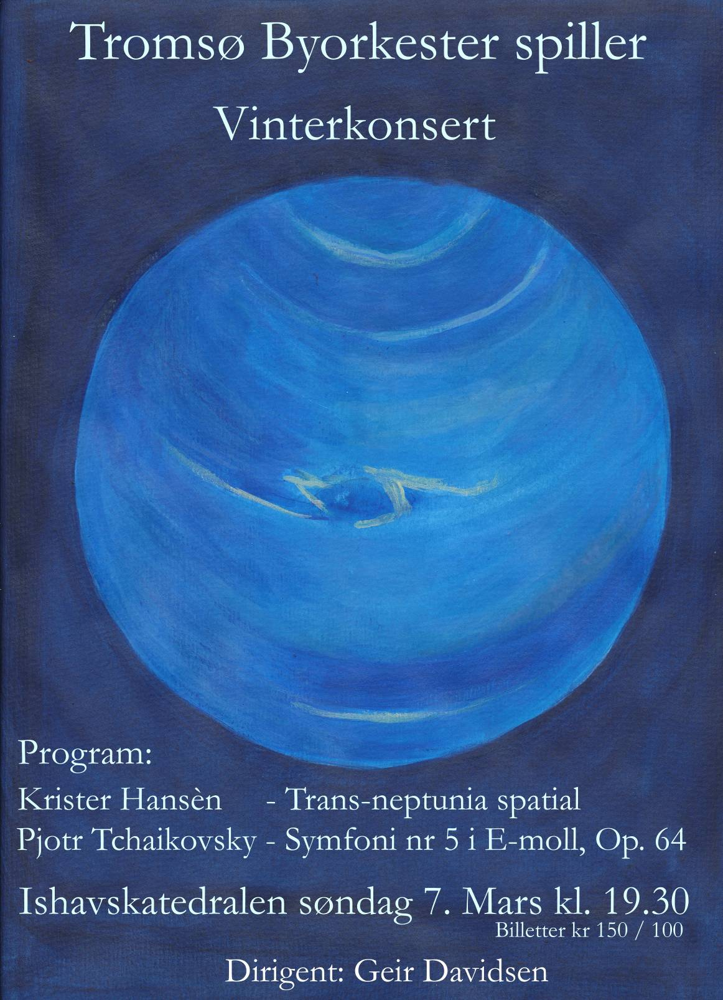 Tromsø Byorkester spiller
Vinterkonsert
Program:
Krister Hansèn - Trans-neptunia spatial
Pjotr Tchaikovsky - Symfoni nr 5 i E-moll, Op. 64
Ishavskatedralen søndag 7. Mars kl. 19.30
Billetter kr 150 / 100
Dirigent: Geir Davidsen